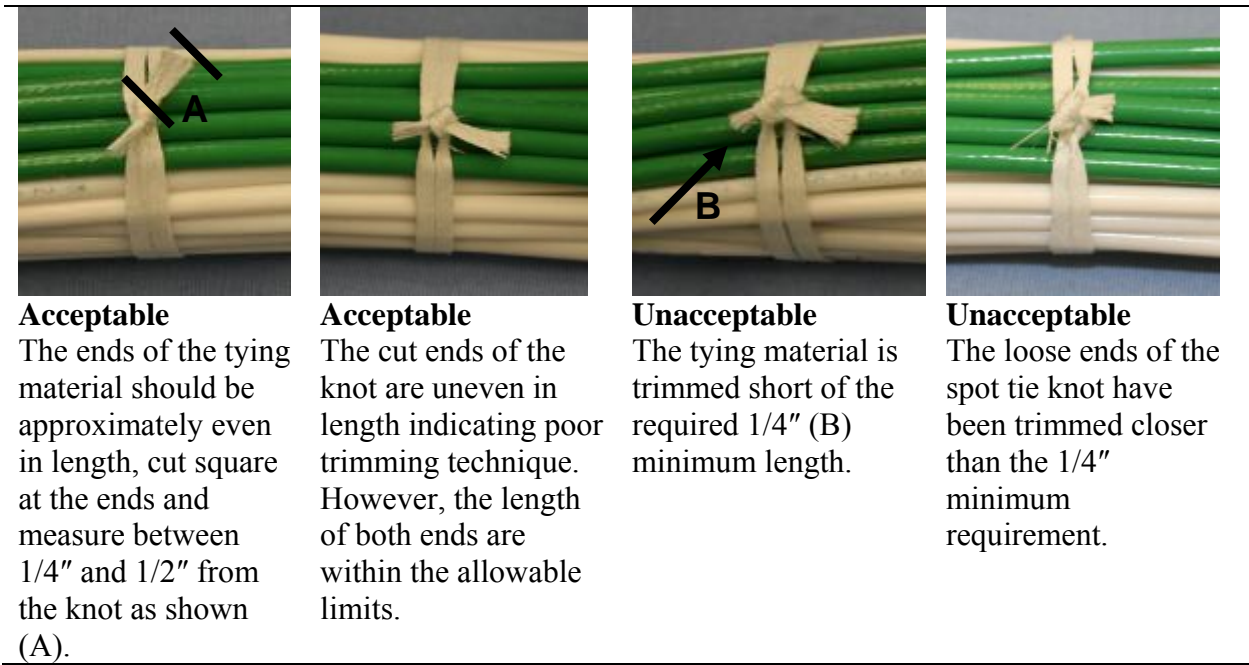 A
B
Acceptable
The ends of the tying
material should be
approximately even
in length, cut square
at the ends and
measure between
1/4″ and 1/2″ from
the knot as shown
(A).
Acceptable
The cut ends of the
knot are uneven in
length indicating poor
trimming technique.
However, the length
of both ends are
within the allowable
limits.
Unacceptable
The tying material is
trimmed short of the
required 1/4″ (B)
minimum length.
Unacceptable
The loose ends of the
spot tie knot have
been trimmed closer
than the 1/4″
minimum
requirement.